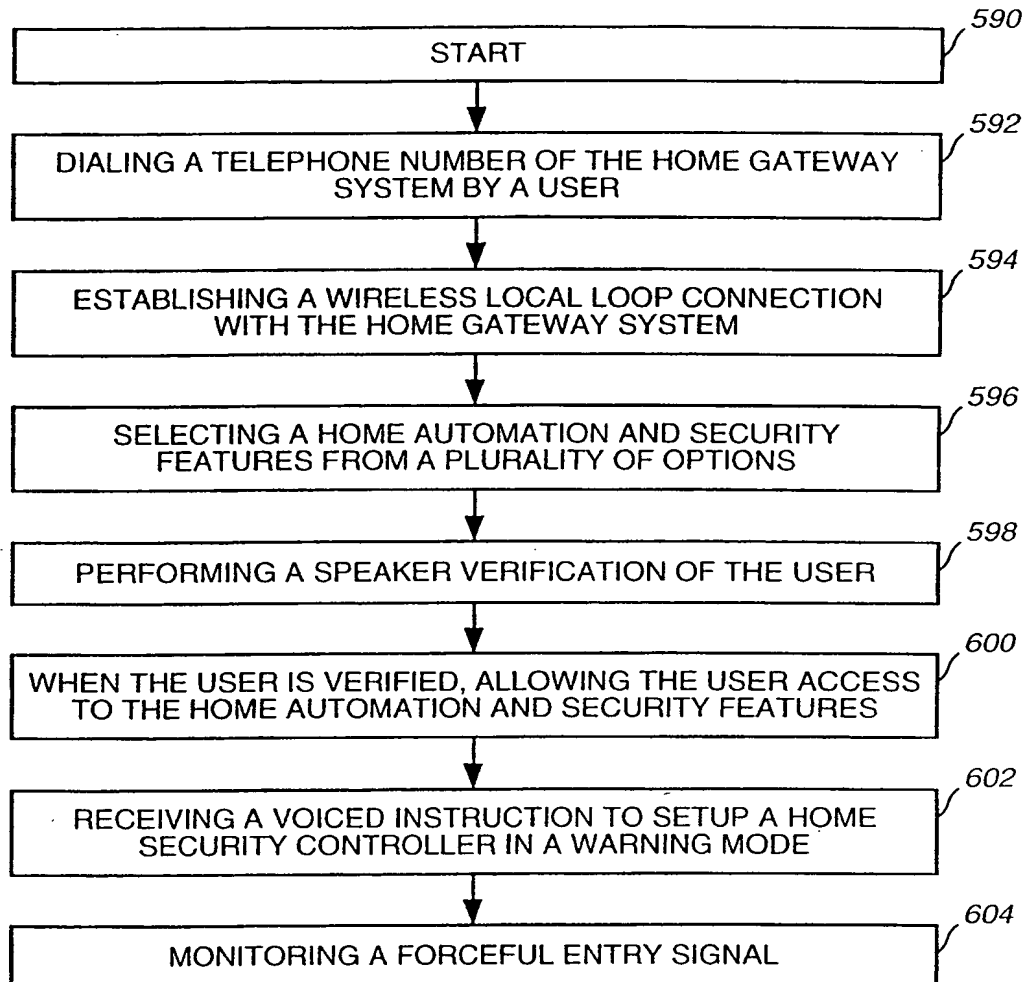 590
START
592
DIALING A TELEPHONE NUMBER OF THE HOME GATEWAY
SYSTEM BY A USER
594
ESTABLISHING A WIRELESS LOCAL LOOP CONNECTION
WITH THE HOME GATEWAY SYSTEM
596
SELECTING A HOME AUTOMATION AND SECURITY
FEATURES FROM A PLURALITY OF OPTIONS
598
PERFORMING A SPEAKER VERIFICATION OF THE USER
600
WHEN THE USER IS VERIFIED, ALLOWING THE USER ACCESS
TO THE HOME AUTOMATION AND SECURITY FEATURES
602
RECEIVING A VOICED INSTRUCTION TO SETUP A HOME
SECURITY CONTROLLER IN A WARNING MODE
604
MONITORING A FORCEFUL ENTRY SIGNAL